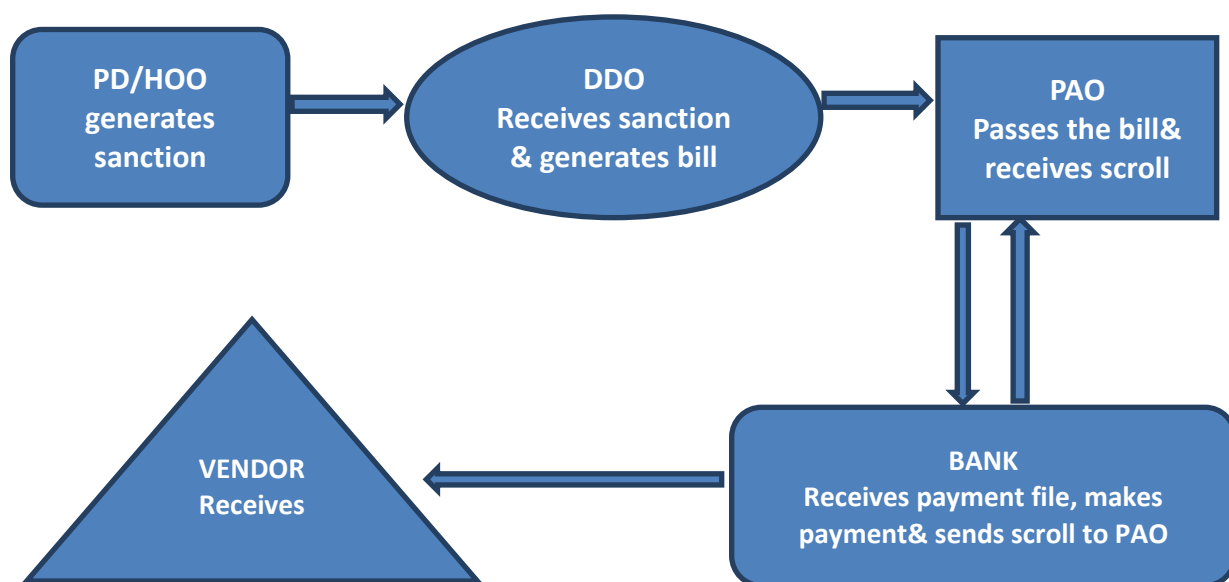 PD/HOO
generates
sanction
DDO
Receives sanction
& generates bill
PAO
Passes the bill&
receives scroll
VENDOR
Receives
BANK
Receives payment file, makes
payment& sends scroll to PAO